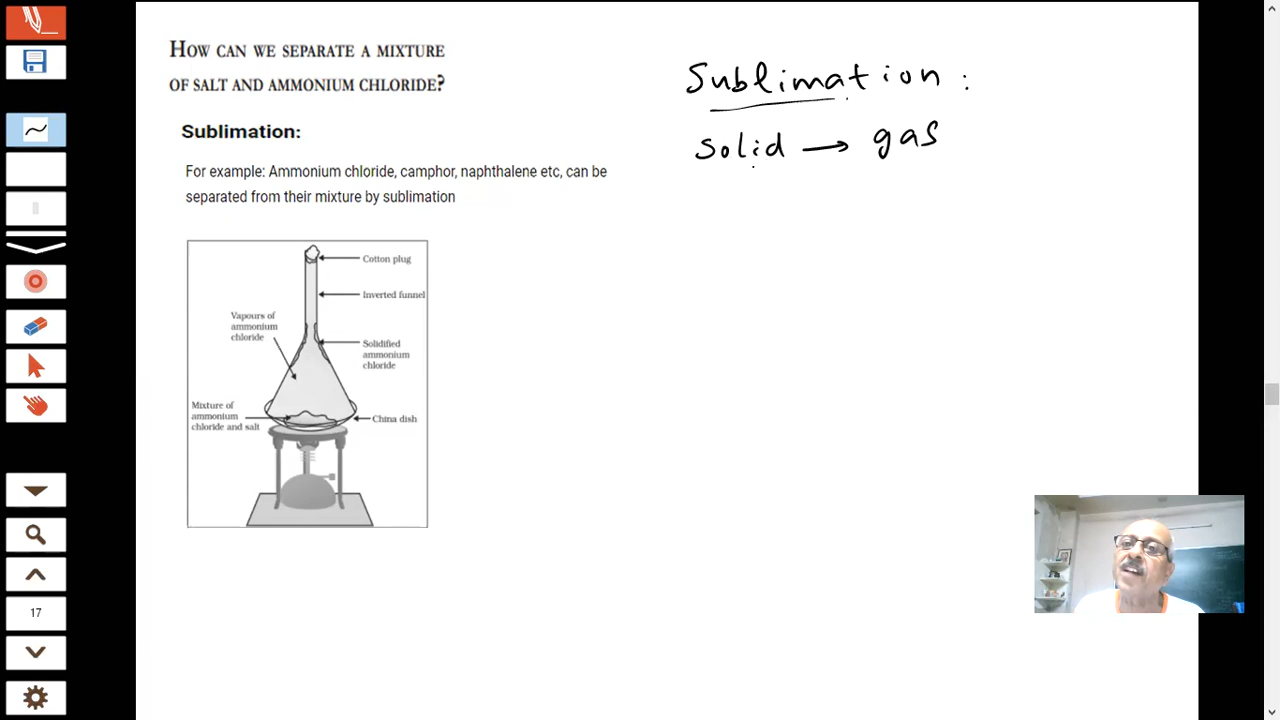 HOW CAN WE SEPARATE A MIXTURE
OF SALT AND AMMONIUM CHLORIDE?
Sublimation:
For example: Ammonium chloride, camphor, naphthalene etc, can be
separated from their mixture by sublimation
Cotton plug
Inverted funnel
Vapours of
ammonium
chloride
Solidified
ammonium
chloride
Mixture of
ammonium
chloride and salt
China dish
Sublimation :
Solid → gas
17